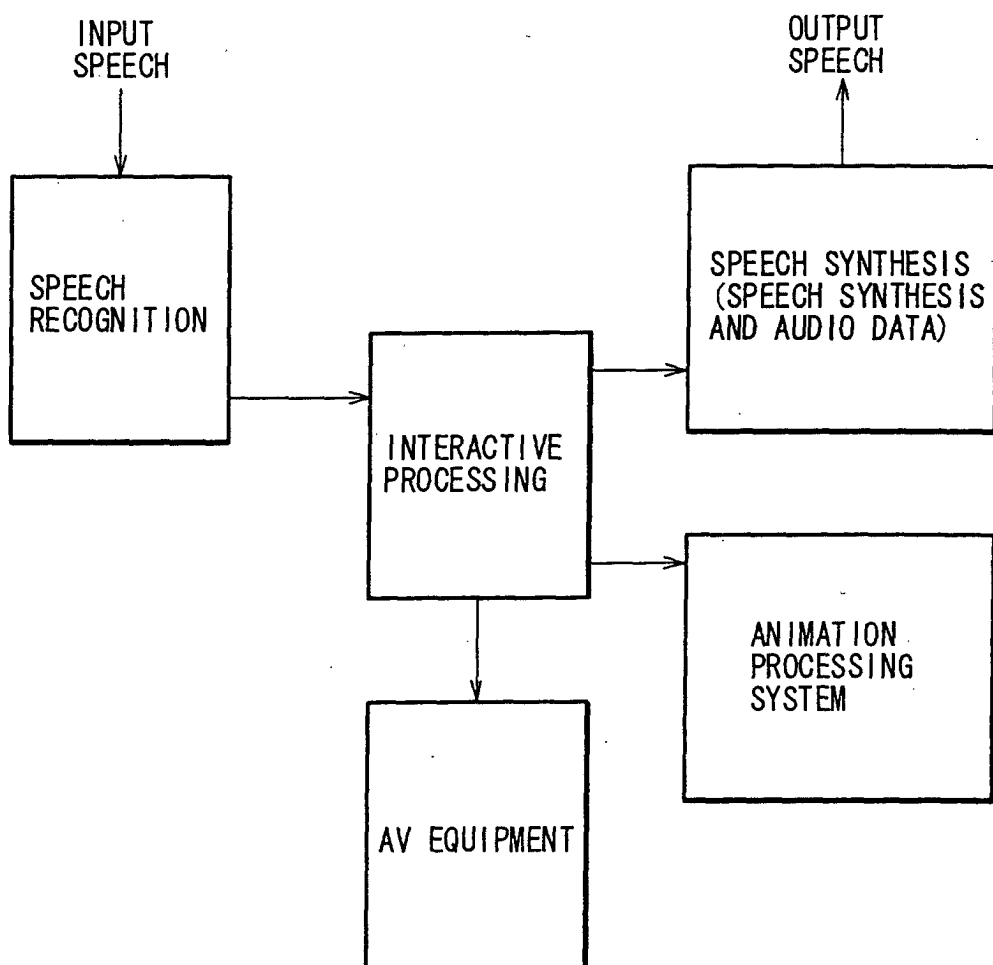 INPUT
SPEECH
OUTPUT
SPEECH
SPEECH
RECOGNITION
SPEECH SYNTHESIS
(SPEECH SYNTHESIS
AND AUDIO DATA)
INTERACTIVE
PROCESSING
ANIMATION
PROCESSING
SYSTEM
AV EQUIPMENT